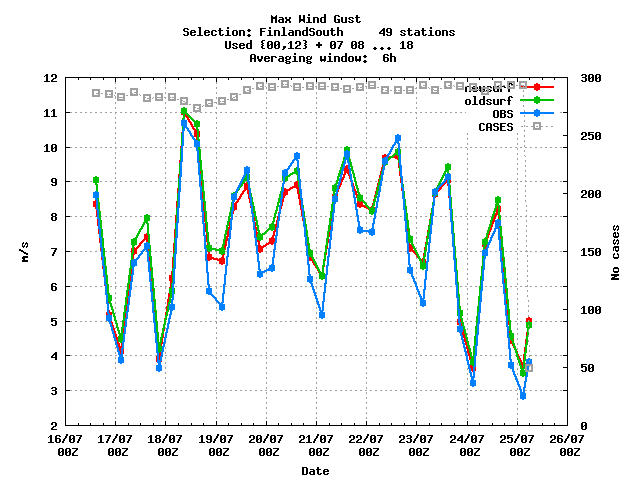 Max Wind Gust
Selection: FinlandSouth 49 stations
Used {00,12} + 07 08 ... 18
Averaging window: 6h
newsurf
oldsurf
OBS
CASES
12
11
10
9
8
7
6
5
4
3
2
m/s
300
250
200
150
100
50
0
No cases
16/07 17/07 18/07 19/07 20/07 21/07 22/07 23/07 24/07 25/07 26/07
00Z 00Z 00Z 00Z 00Z 00Z 00Z 00Z 00Z 00Z 00Z
Date